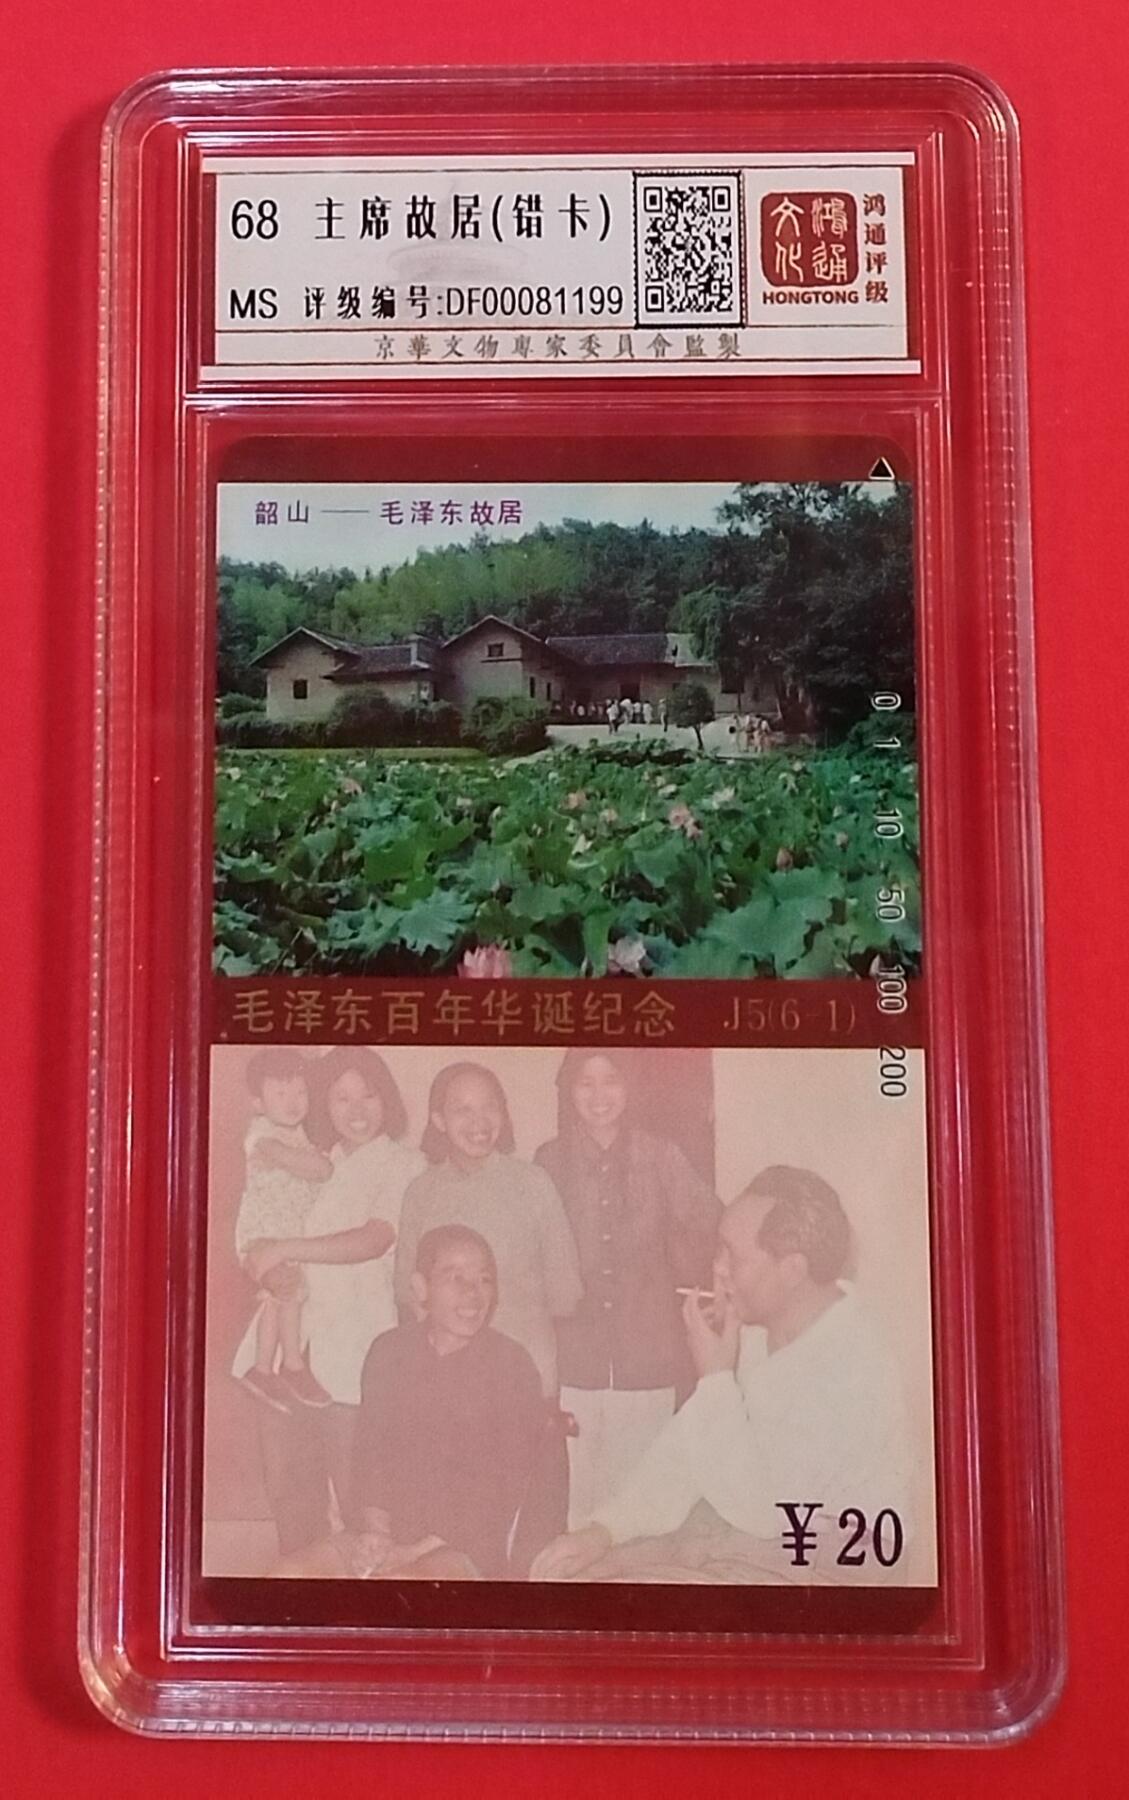 68 主席故居(错卡)
MS 评级编号:DF00081199
京華文物專家委員會監製
鴻通文化
HONGTONG
鸿通评级
韶山——毛泽东故居
0 1 10 50 100 200
毛泽东百年华诞纪念 J5(6-1)
¥20